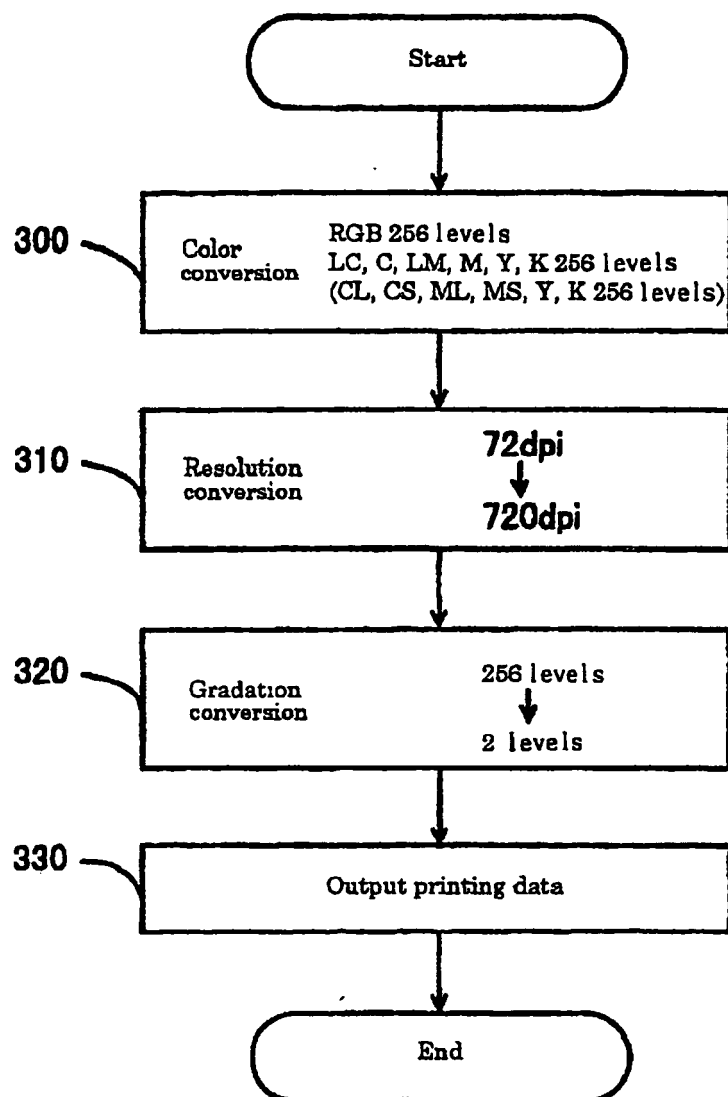 Start
300
Color conversion
RGB 256 levels
LC, C, LM, M, Y, K 256 levels
(CL, CS, ML, MS, Y, K 256 levels)
310
Resolution conversion
72dpi
720dpi
320
Gradation conversion
256 levels
2 levels
330
Output printing data
End